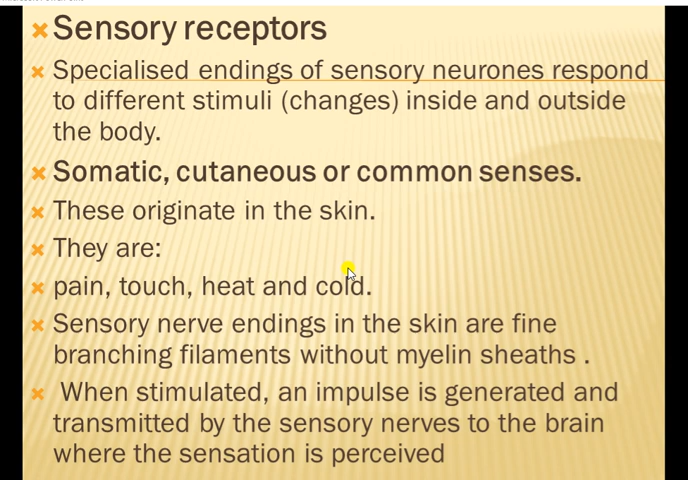 Sensory receptors
Specialised endings of sensory neurones respond
to different stimuli (changes) inside and outside
the body.
Somatic, cutaneous or common senses.
These originate in the skin.
They are:
pain, touch, heat and cold.
Sensory nerve endings in the skin are fine
branching filaments without myelin sheaths .
When stimulated, an impulse is generated and
transmitted by the sensory nerves to the brain
where the sensation is perceived